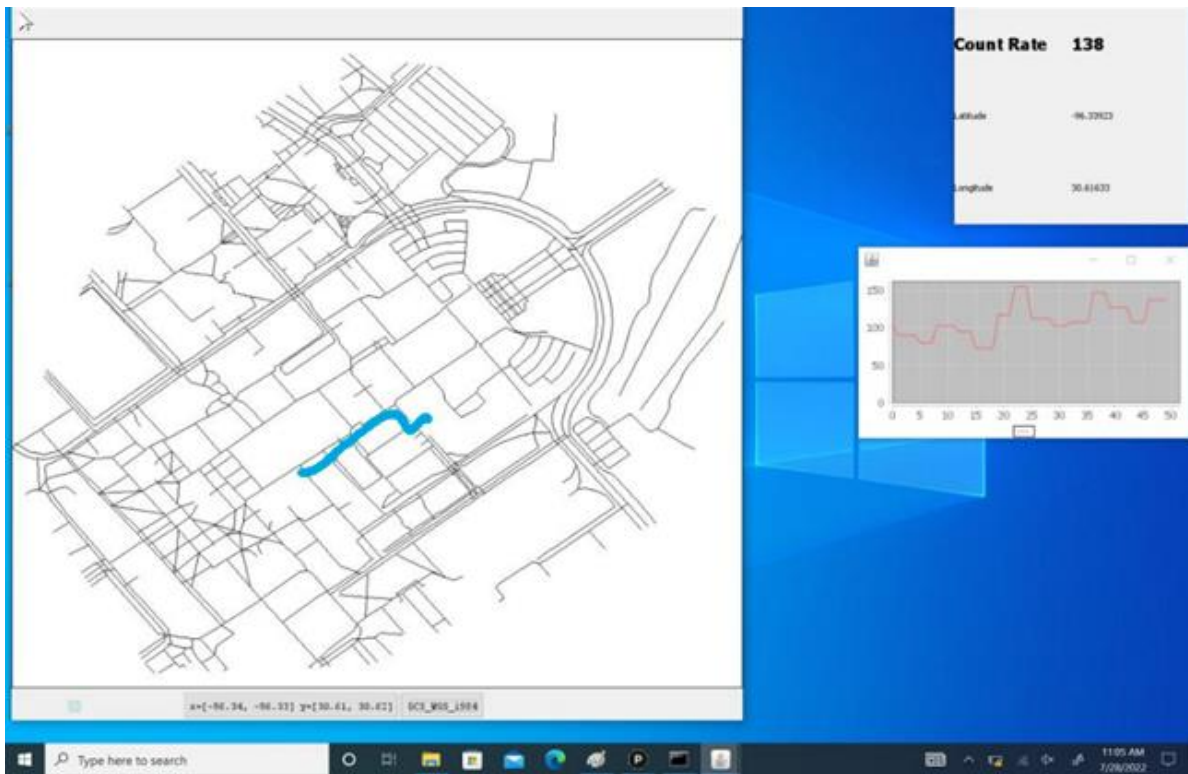 Count Rate 138
Latitude -96.33923
Longitude 30.61633
150
100
50
0
0 5 10 15 20 25 30 35 40 45 50
x=[-96.34, -96.33] y=[30.61, 30.62] GCS_WGS_1984
Type here to search
11:05 AM
7/28/2022